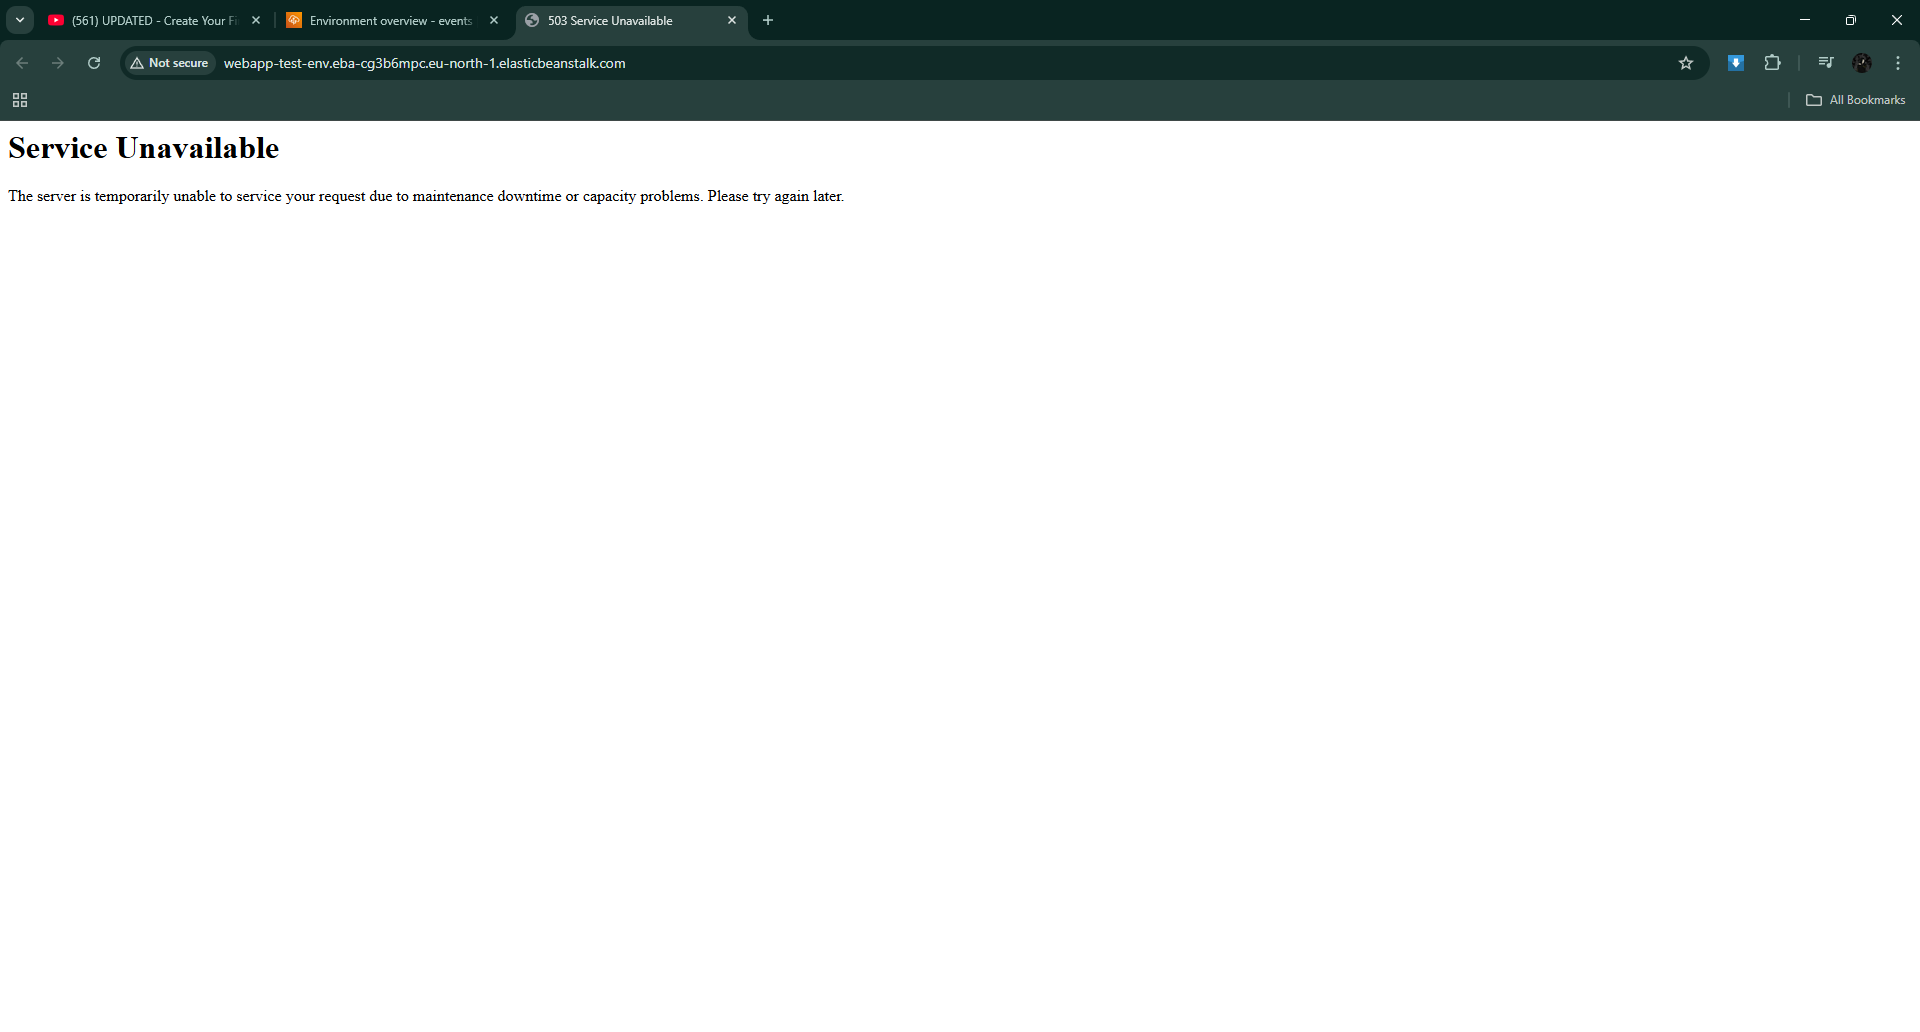 (561) UPDATED - Create Your Fi
Environment overview - events
503 Service Unavailable
Not secure
webapp-test-env.eba-cg3b6mpc.eu-north-1.elasticbeanstalk.com
All Bookmarks
Service Unavailable
The server is temporarily unable to service your request due to maintenance downtime or capacity problems. Please try again later.